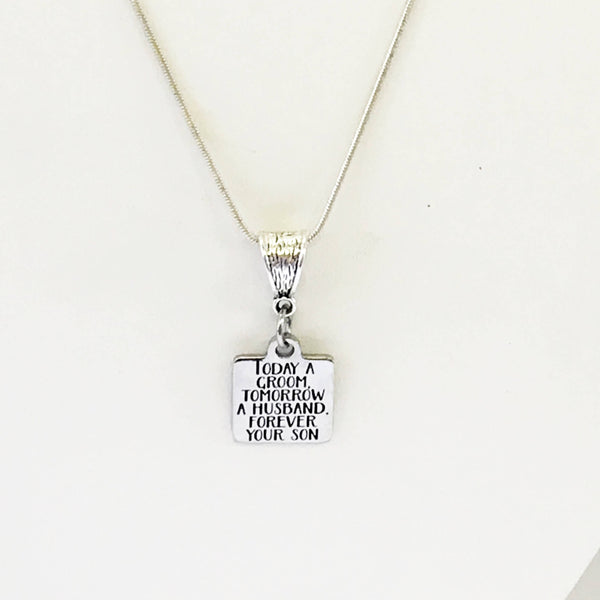 TODAY A
GROOM,
TOMORROW
A HUSBAND.
FOREVER
YOUR SON